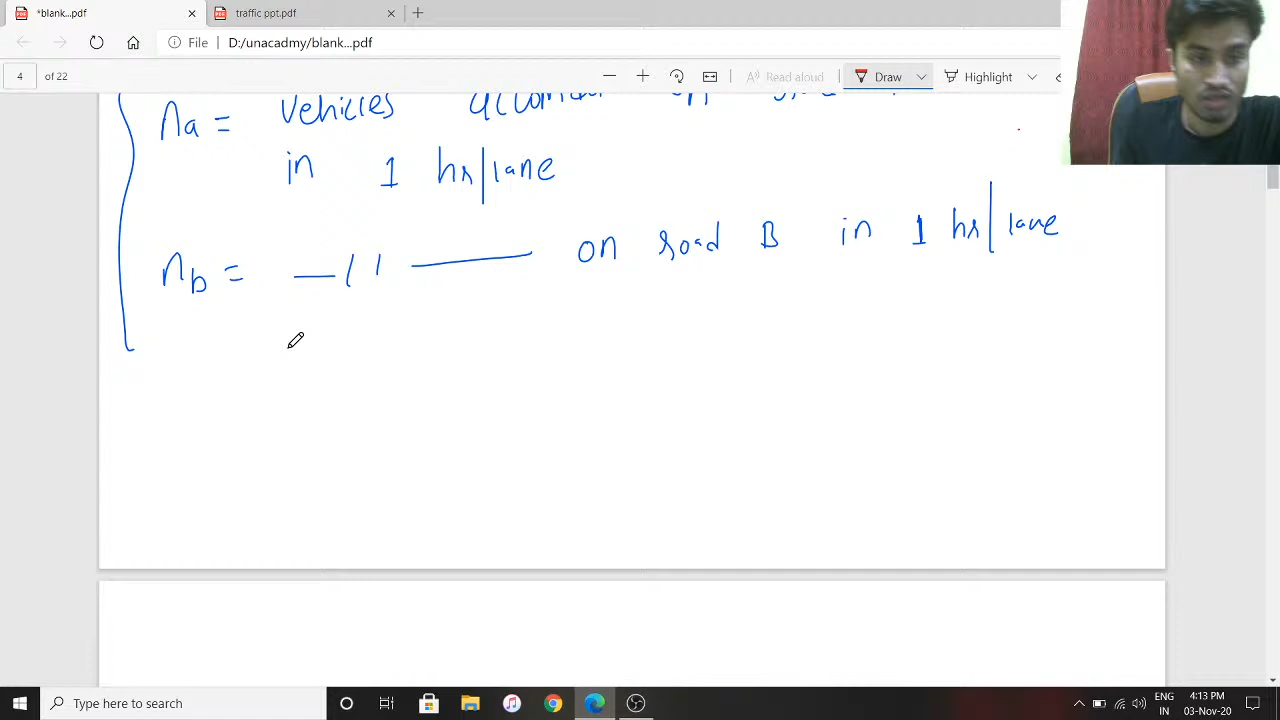 *blank...pdf
traffic ppt.pdf
File D:/unacadmy/blank...pdf
4 of 22
Read aloud
Draw
Highlight
na = vehicles
in 1 hr/lane
nb = —//— on road B in 1 hr/lane
Type here to search
ENG
IN
4:13 PM
03-Nov-20